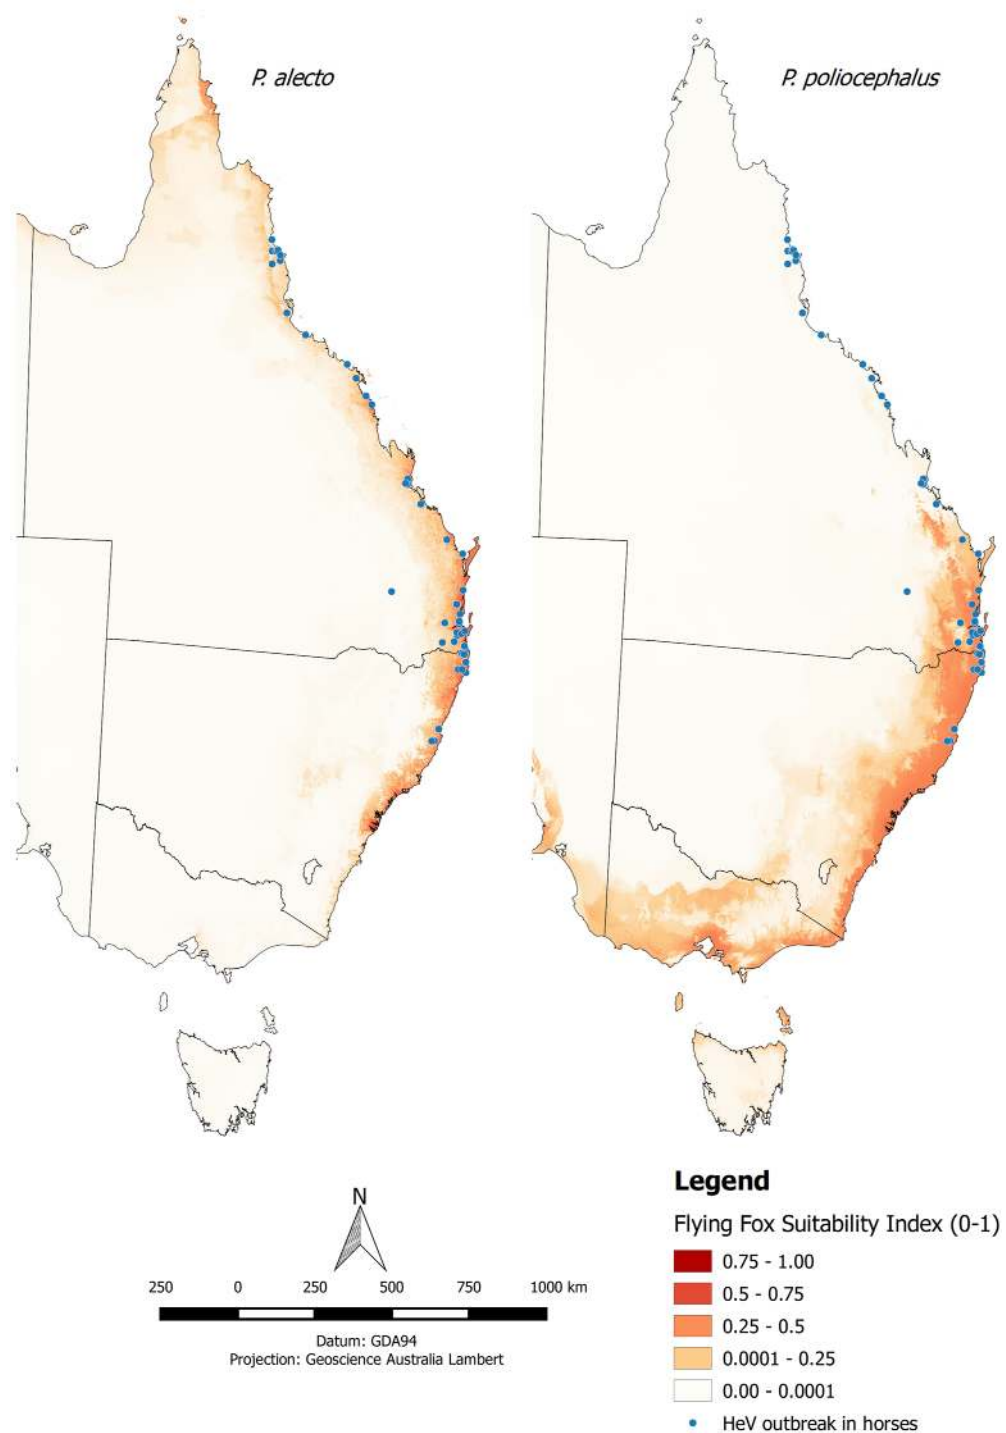 P. alecto
P. poliocephalus
N
250 0 250 500 750 1000 km
Datum: GDA94
Projection: Geoscience Australia Lambert
Legend
Flying Fox Suitability Index (0-1)
0.75 - 1.00
0.5 - 0.75
0.25 - 0.5
0.0001 - 0.25
0.00 - 0.0001
HeV outbreak in horses